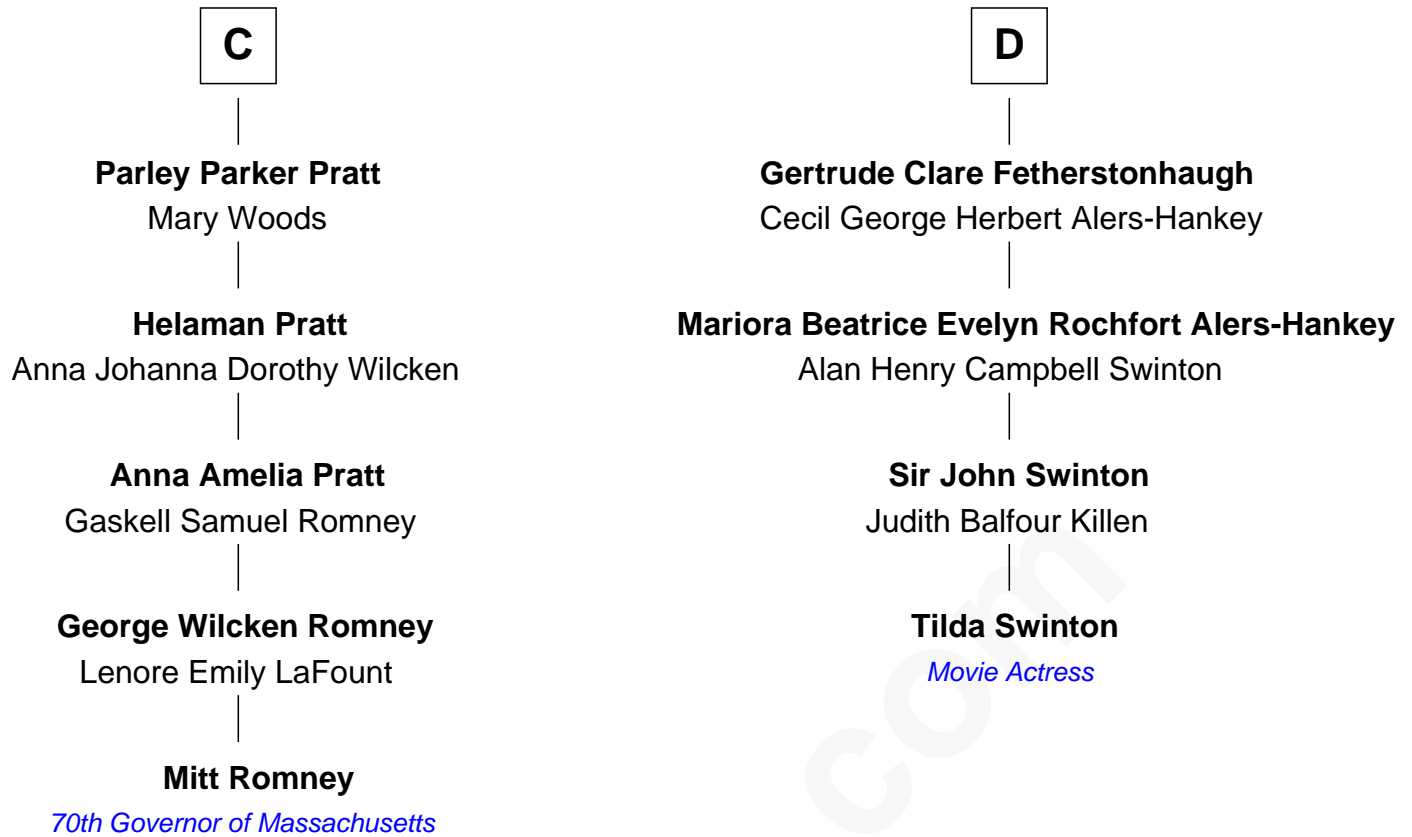 C
Parley Parker Pratt
Mary Woods
Helaman Pratt
Anna Johanna Dorothy Wilcken
Anna Amelia Pratt
Gaskell Samuel Romney
George Wilcken Romney
Lenore Emily LaFount
Mitt Romney
70th Governor of Massachusetts
D
Gertrude Clare Fetherstonhaugh
Cecil George Herbert Alers-Hankey
Mariora Beatrice Evelyn Rochfort Alers-Hankey
Alan Henry Campbell Swinton
Sir John Swinton
Judith Balfour Killen
Tilda Swinton
Movie Actress
com